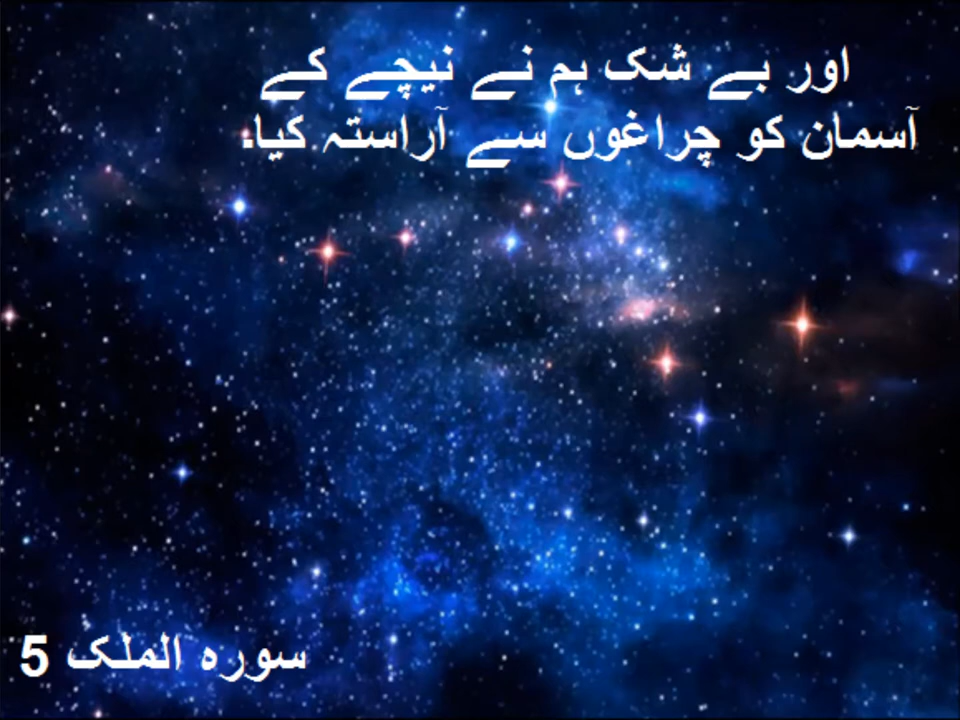 اور بے شک ہم نے نیچے کے
آسمان کو چراغوں سے آراستہ کیا۔
سورہ الملک 5